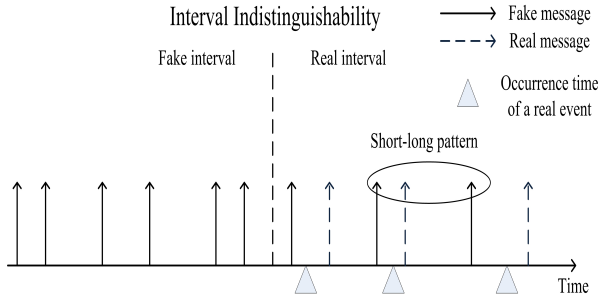 Interval Indistinguishability
Fake message
Real message
Fake interval
Real interval
Occurrence time
of a real event
Short-long pattern
Time